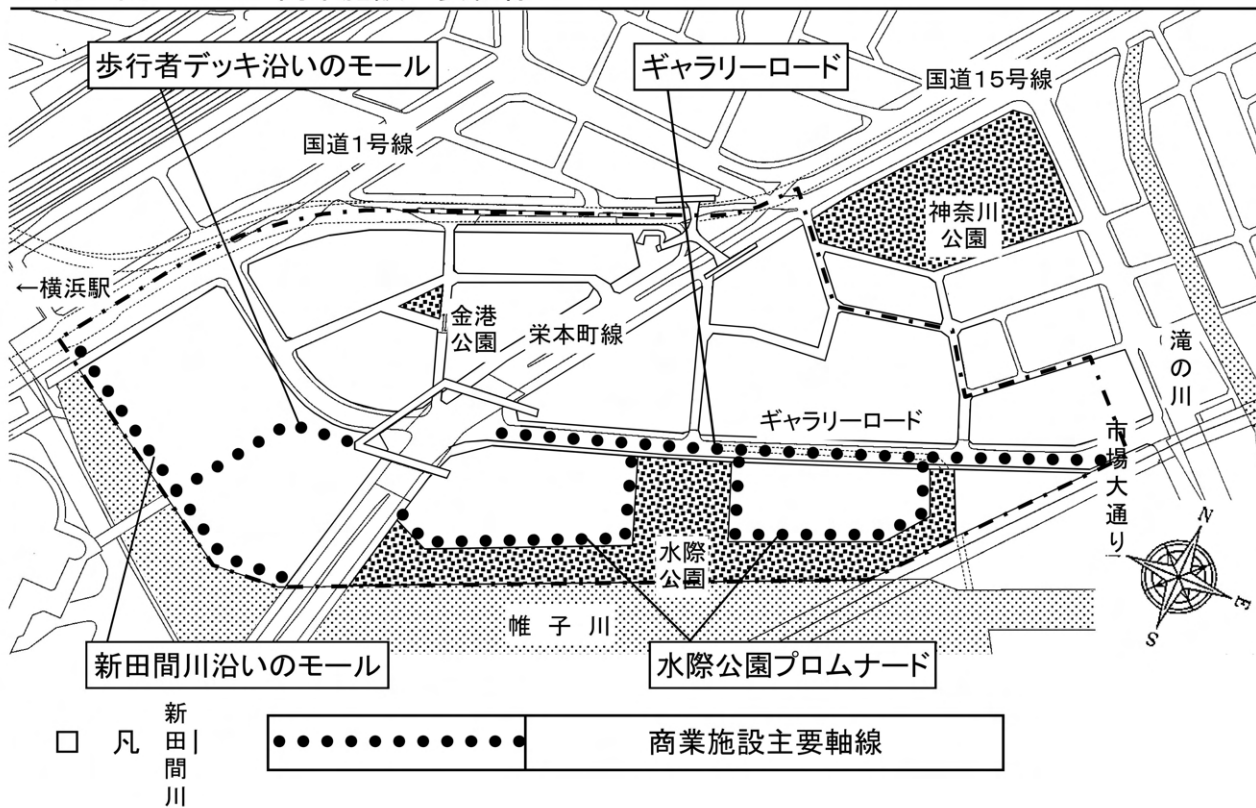 歩行者デッキ沿いのモール
ギャラリーロード
国道15号線
国道1号線
神奈川
公園
←横浜駅
金港
公園
栄本町線
滝の川
ギャラリーロード
市場大通り
水際
公園
N
E
S
帷子川
新田間川沿いのモール
水際公園プロムナード
□ 凡
新田間川
商業施設主要軸線